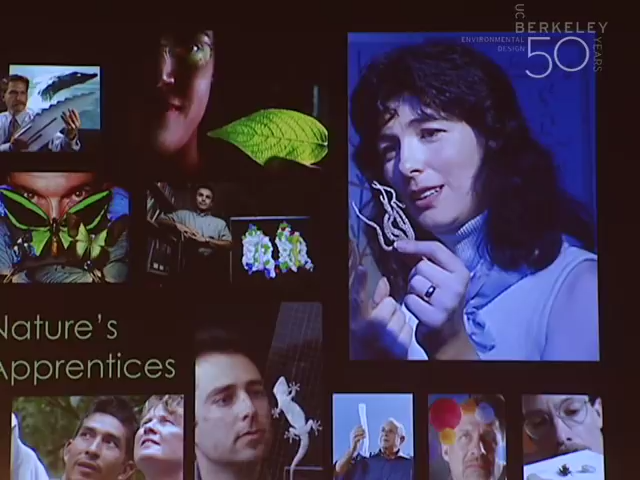 UC
BERKELEY
ENVIRONMENTAL
DESIGN
50
YEARS
Nature's
Apprentices